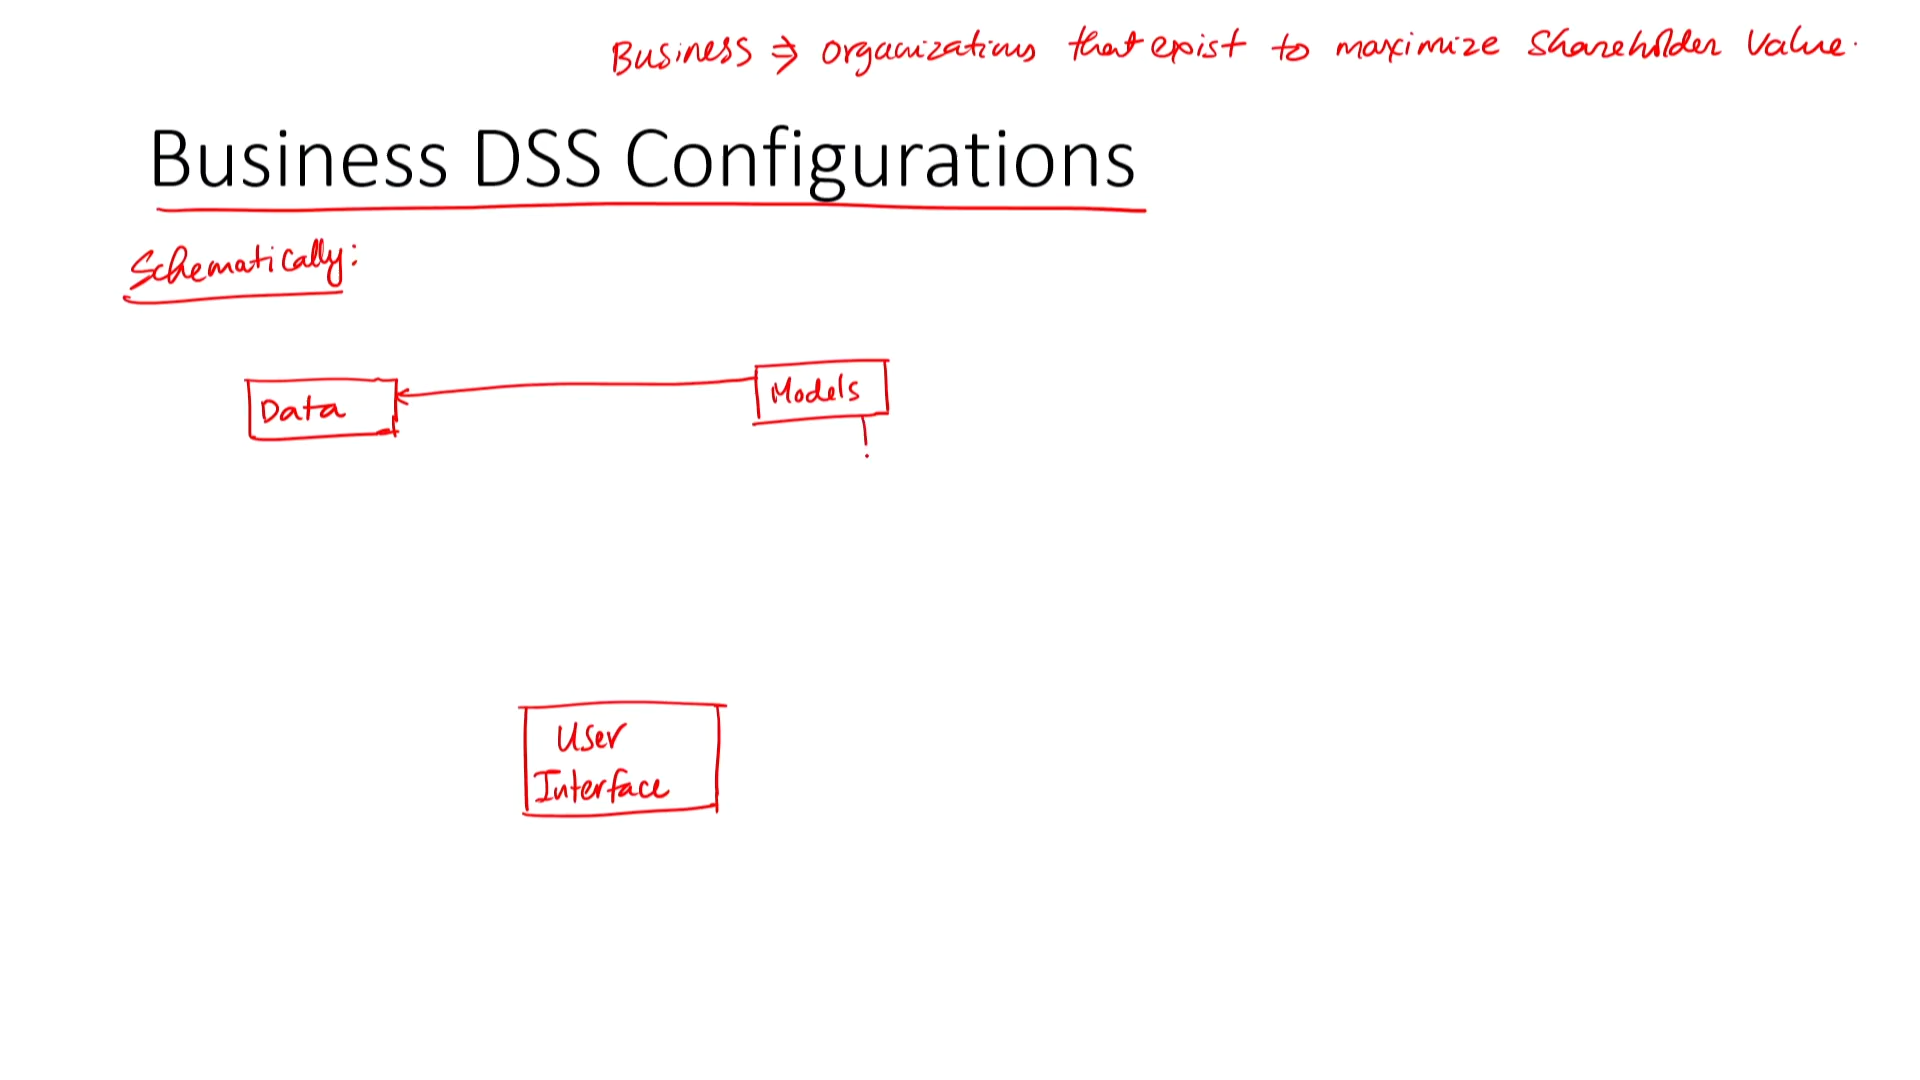 Business ⇒ organizations that exist to maximize Shareholder Value.
Business DSS Configurations
Schematically:
Data
Models
User
Interface